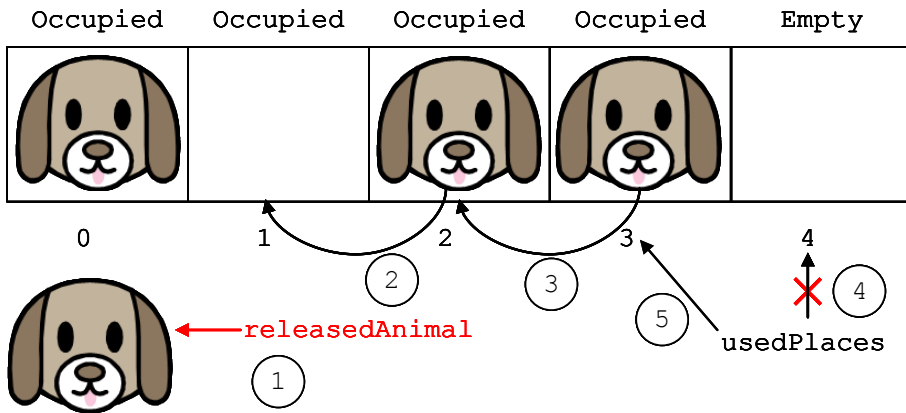 Occupied Occupied Occupied Occupied Empty
0 1 2 3 4
2 3 4
5
releasedAnimal usedPlaces
1